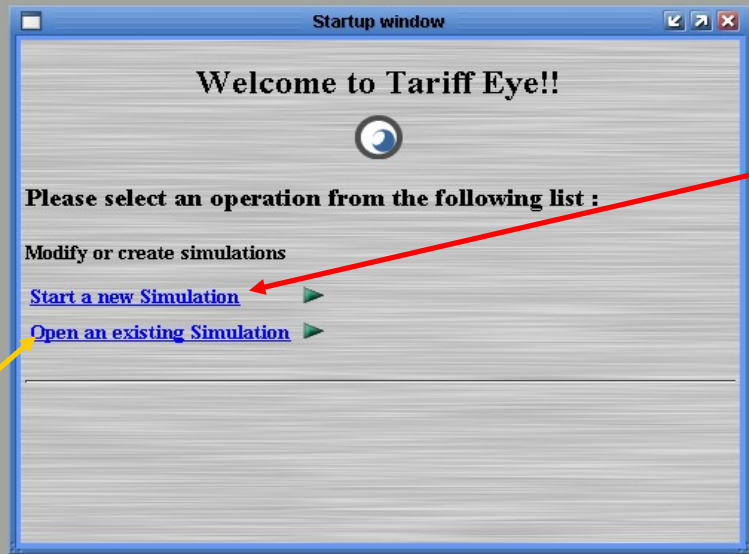 Startup window
Welcome to Tariff Eye!!
Please select an operation from the following list :
Modify or create simulations
Start a new Simulation
Open an existing Simulation